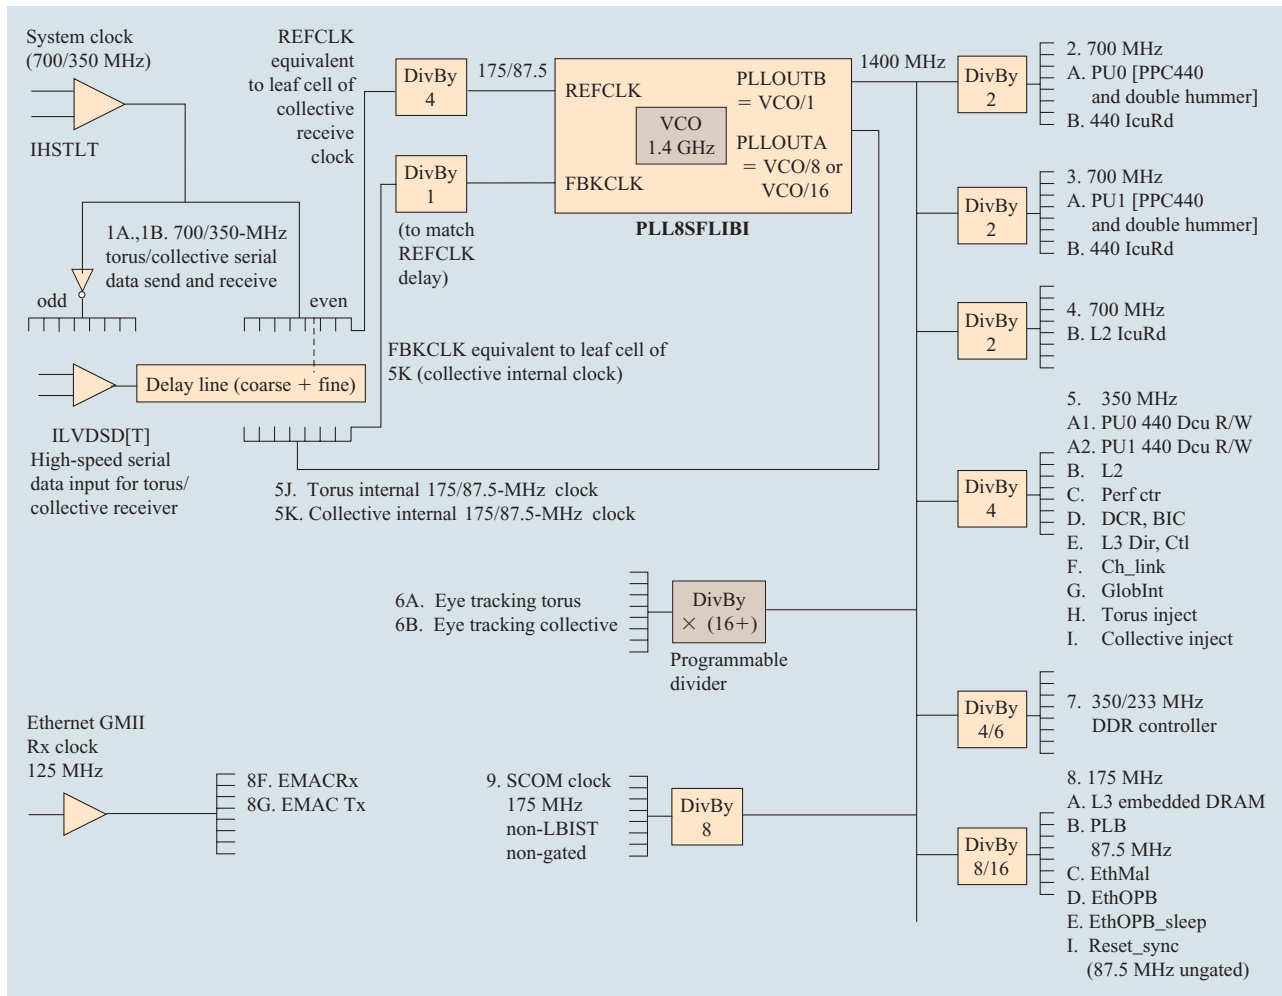 System clock
(700/350 MHz)
IHSTLT
REFCLK
equivalent
to leaf cell of
collective
receive
clock
DivBy
4
175/87.5
REFCLK
FBKCLK
VCO
1.4 GHz
PLLOUTB
= VCO/1
PLLOUTA
= VCO/8 or
VCO/16
PLL8SFLIBI
1400 MHz
DivBy
1
(to match
REFCLK
delay)
1A.,1B. 700/350-MHz
torus/collective serial
data send and receive
odd
even
Delay line (coarse + fine)
FBKCLK equivalent to leaf cell of
5K (collective internal clock)
ILVDSD[T]
High-speed serial
data input for torus/
collective receiver
5J. Torus internal 175/87.5-MHz clock
5K. Collective internal 175/87.5-MHz clock
6A. Eye tracking torus
6B. Eye tracking collective
DivBy
× (16+)
Programmable
divider
Ethernet GMII
Rx clock
125 MHz
8F. EMACRx
8G. EMAC Tx
9. SCOM clock
175 MHz
non-LBIST
non-gated
DivBy
8
DivBy
2
2. 700 MHz
A. PU0 [PPC440
and double hummer]
B. 440 IcuRd
DivBy
2
3. 700 MHz
A. PU1 [PPC440
and double hummer]
B. 440 IcuRd
DivBy
2
4. 700 MHz
B. L2 IcuRd
DivBy
4
5. 350 MHz
A1. PU0 440 Dcu R/W
A2. PU1 440 Dcu R/W
B. L2
C. Perf ctr
D. DCR, BIC
E. L3 Dir, Ctl
F. Ch_link
G. GlobInt
H. Torus inject
I. Collective inject
DivBy
4/6
7. 350/233 MHz
DDR controller
DivBy
8/16
8. 175 MHz
A. L3 embedded DRAM
B. PLB
87.5 MHz
C. EthMal
D. EthOPB
E. EthOPB_sleep
I. Reset_sync
(87.5 MHz ungated)